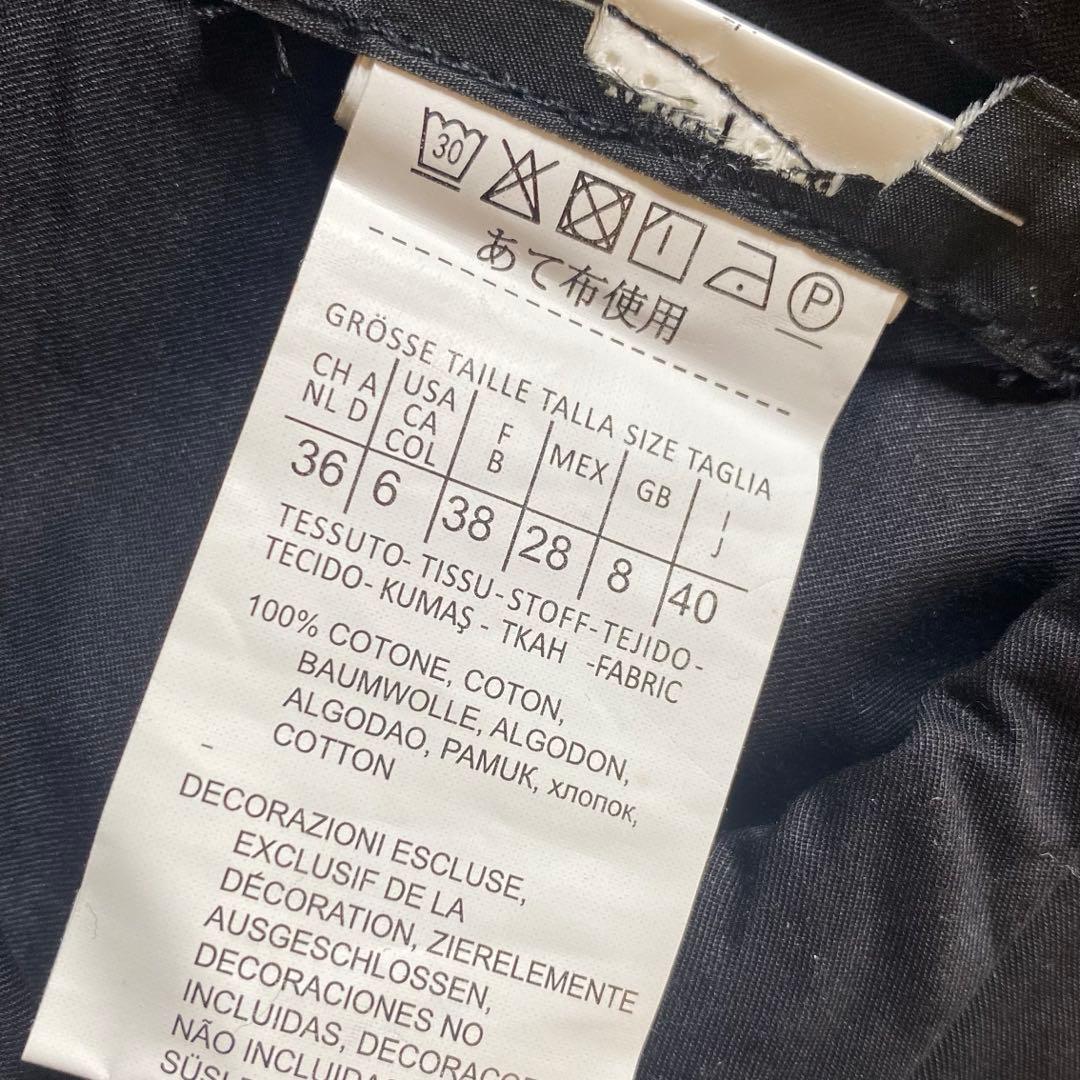 30
P
あて布使用
GRÖSSE TAILLE TALLA SIZE TAGLIA
CH A USA F MEX GB I
NL D CA B J
COL
36 6 38 28 8 40
TESSUTO- TISSU-STOFF-TEJIDO-
TECIDO- KUMAŞ - TKAH -FABRIC
100% COTONE, COTON,
BAUMWOLLE, ALGODON,
ALGODAO, PAMUK, хлопок,
COTTON
-
DECORAZIONI ESCLUSE,
EXCLUSIF DE LA
DÉCORATION, ZIERELEMENTE
AUSGESCHLOSSEN,
DECORACIONES NO
INCLUIDAS, DECORAÇÕE
NÃO INCLUIDA